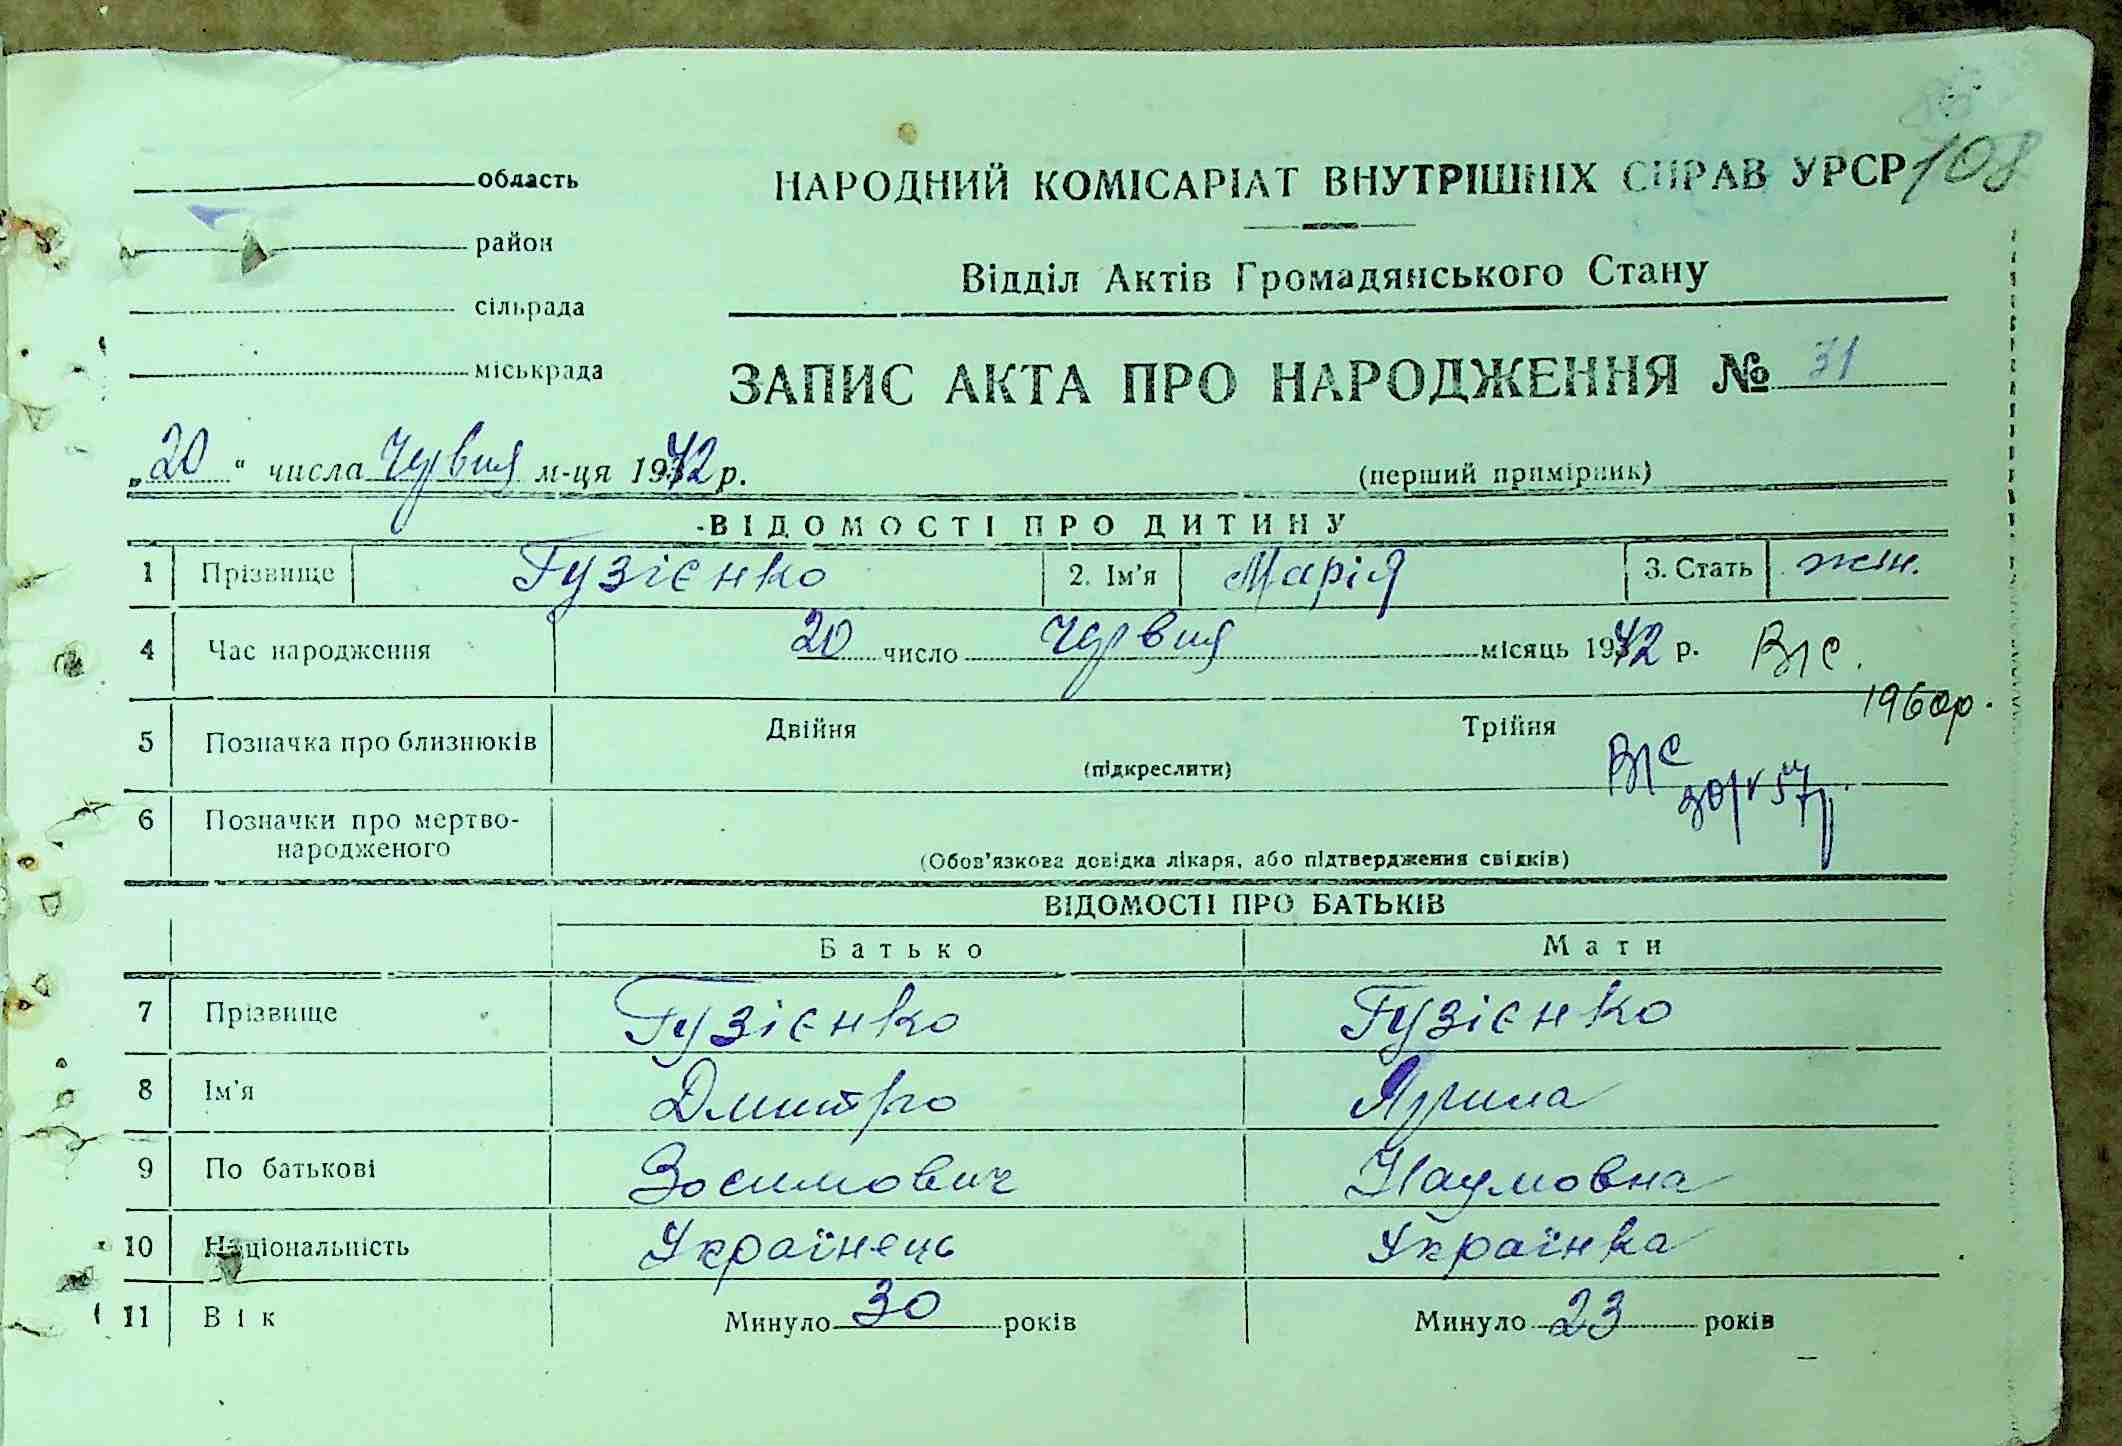 108
область
НАРОДНИЙ КОМІСАРІАТ ВНУТРІШНІХ СПРАВ УРСР
район
Відділ Актів Громадянського Стану
сільрада
міськрада
ЗАПИС АКТА ПРО НАРОДЖЕННЯ № 31
„20“ числа Червня м-ця 1942 р.
(перший примірник)
ВІДОМОСТІ ПРО ДИТИНУ
1 Прізвище Гузієнко 2. Ім'я Марія 3. Стать жін.
4 Час народження 20 число Червня місяць 1942 р. В/с.
1960р.
5 Позначка про близнюків Двійня Трійня
(підкреслити)
В/с
6 Позначки про мертво-
народженого
(Обов'язкова довідка лікаря, або підтвердження свідків)
ВІДОМОСТІ ПРО БАТЬКІВ
Батько Мати
7 Прізвище Гузієнко Гузієнко
8 Ім'я Дмитро Ярина
9 По батькові Зосимович Наумовна
10 Національність Українець Українка
11 Вік Минуло 30 років Минуло 23 років